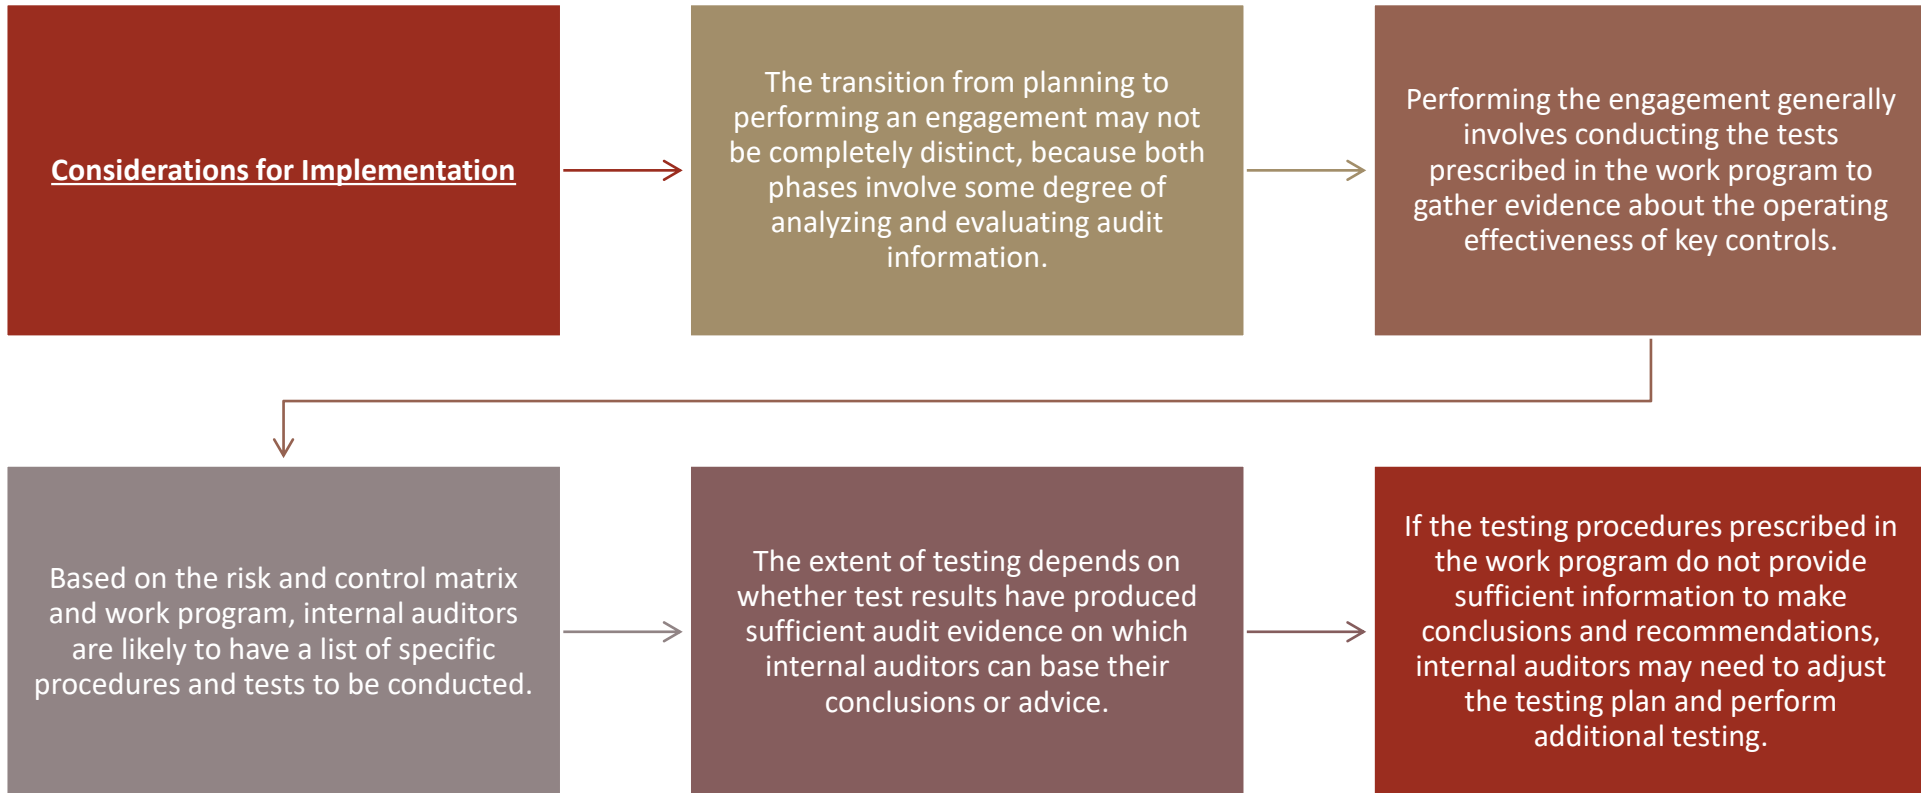 Considerations for Implementation
The transition from planning to
performing an engagement may not
be completely distinct, because both
phases involve some degree of
analyzing and evaluating audit
information.
Performing the engagement generally
involves conducting the tests
prescribed in the work program to
gather evidence about the operating
effectiveness of key controls.
Based on the risk and control matrix
and work program, internal auditors
are likely to have a list of specific
procedures and tests to be conducted.
The extent of testing depends on
whether test results have produced
sufficient audit evidence on which
internal auditors can base their
conclusions or advice.
If the testing procedures prescribed in
the work program do not provide
sufficient information to make
conclusions and recommendations,
internal auditors may need to adjust
the testing plan and perform
additional testing.